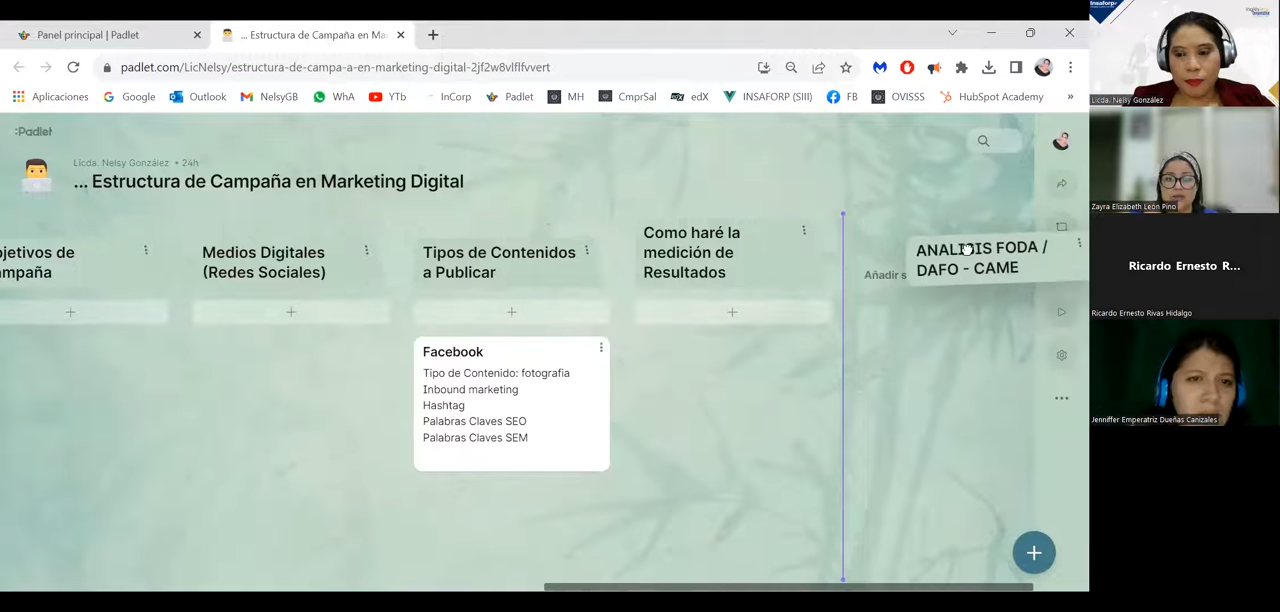 Panel principal | Padlet
... Estructura de Campaña en Ma
padlet.com/LicNelsy/estructura-de-campa-a-en-marketing-digital-2jf2w8vlflfvvert
Aplicaciones Google Outlook NelsyGB WhA YTb InCorp Padlet MH CmprSal edX INSAFORP (SIII) FB OVISSS HubSpot Academy »
:Padlet
Licda. Nelsy González • 24h
... Estructura de Campaña en Marketing Digital
bjetivos de
ampaña
Medios Digitales
(Redes Sociales)
Tipos de Contenidos
a Publicar
Como haré la
medición de
Resultados
Añadir s
ANALISIS FODA /
DAFO - CAME
Facebook
Tipo de Contenido: fotografia
Inbound marketing
Hashtag
Palabras Claves SEO
Palabras Claves SEM
Insaforp
Licda. Nelsy González
Zayra Elizabeth León Pino
Ricardo Ernesto R...
Ricardo Ernesto Rivas Hidalgo
Jenniffer Emperatriz Dueñas Canizales